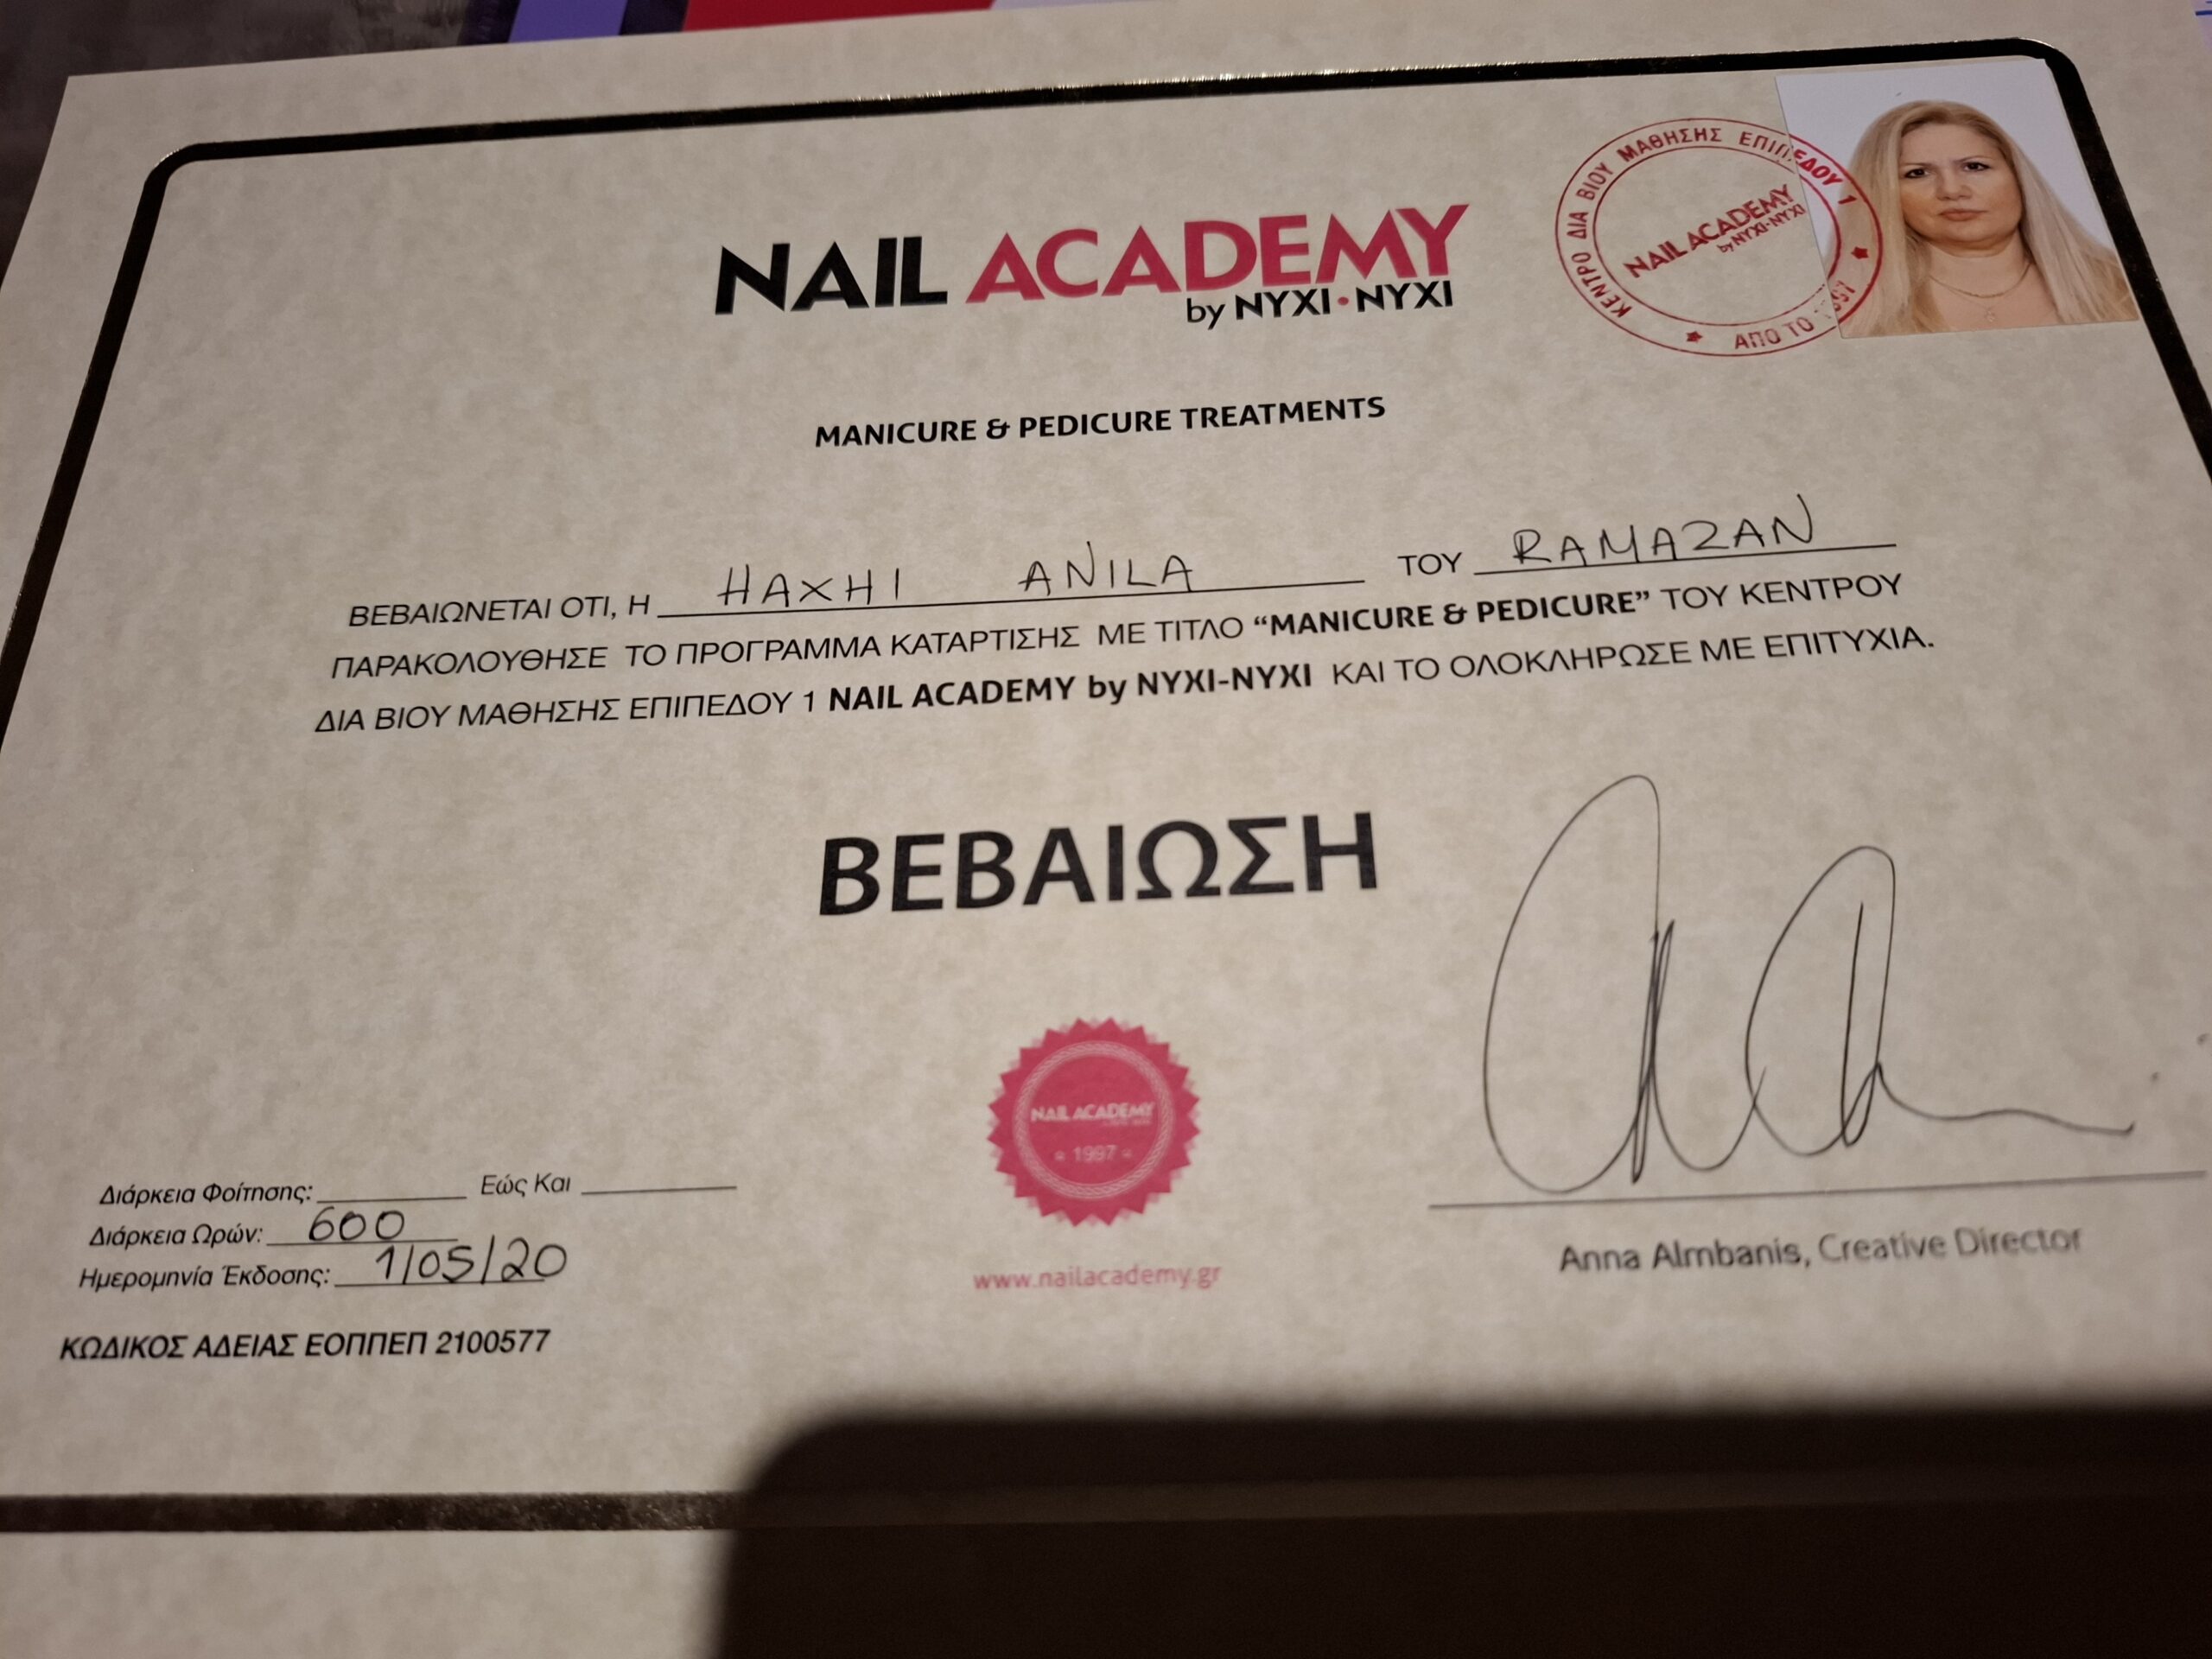 NAIL ACADEMY
by NYXI•NYXI
ΚΕΝΤΡΟ ΔΙΑ ΒΙΟΥ ΜΑΘΗΣΗΣ ΕΠΙΠΕΔΟΥ 1
NAIL ACADEMY
by NYXI-NYXI
ΑΠΟ ΤΟ 1997
MANICURE & PEDICURE TREATMENTS
ΒΕΒΑΙΩΝΕΤΑΙ ΟΤΙ, Η HAXHI ANILA ΤΟΥ RAMAZAN
ΠΑΡΑΚΟΛΟΥΘΗΣΕ ΤΟ ΠΡΟΓΡΑΜΜΑ ΚΑΤΑΡΤΙΣΗΣ ΜΕ ΤΙΤΛΟ “MANICURE & PEDICURE” ΤΟΥ ΚΕΝΤΡΟΥ
ΔΙΑ ΒΙΟΥ ΜΑΘΗΣΗΣ ΕΠΙΠΕΔΟΥ 1 NAIL ACADEMY by NYXI-NYXI ΚΑΙ ΤΟ ΟΛΟΚΛΗΡΩΣΕ ΜΕ ΕΠΙΤΥΧΙΑ.
ΒΕΒΑΙΩΣΗ
NAIL ACADEMY
1997
www.nailacademy.gr
Anna Almbanis, Creative Director
Διάρκεια Φοίτησης: Εώς Και
Διάρκεια Ωρών: 600
Ημερομηνία Έκδοσης: 1/05/20
ΚΩΔΙΚΟΣ ΑΔΕΙΑΣ ΕΟΠΠΕΠ 2100577